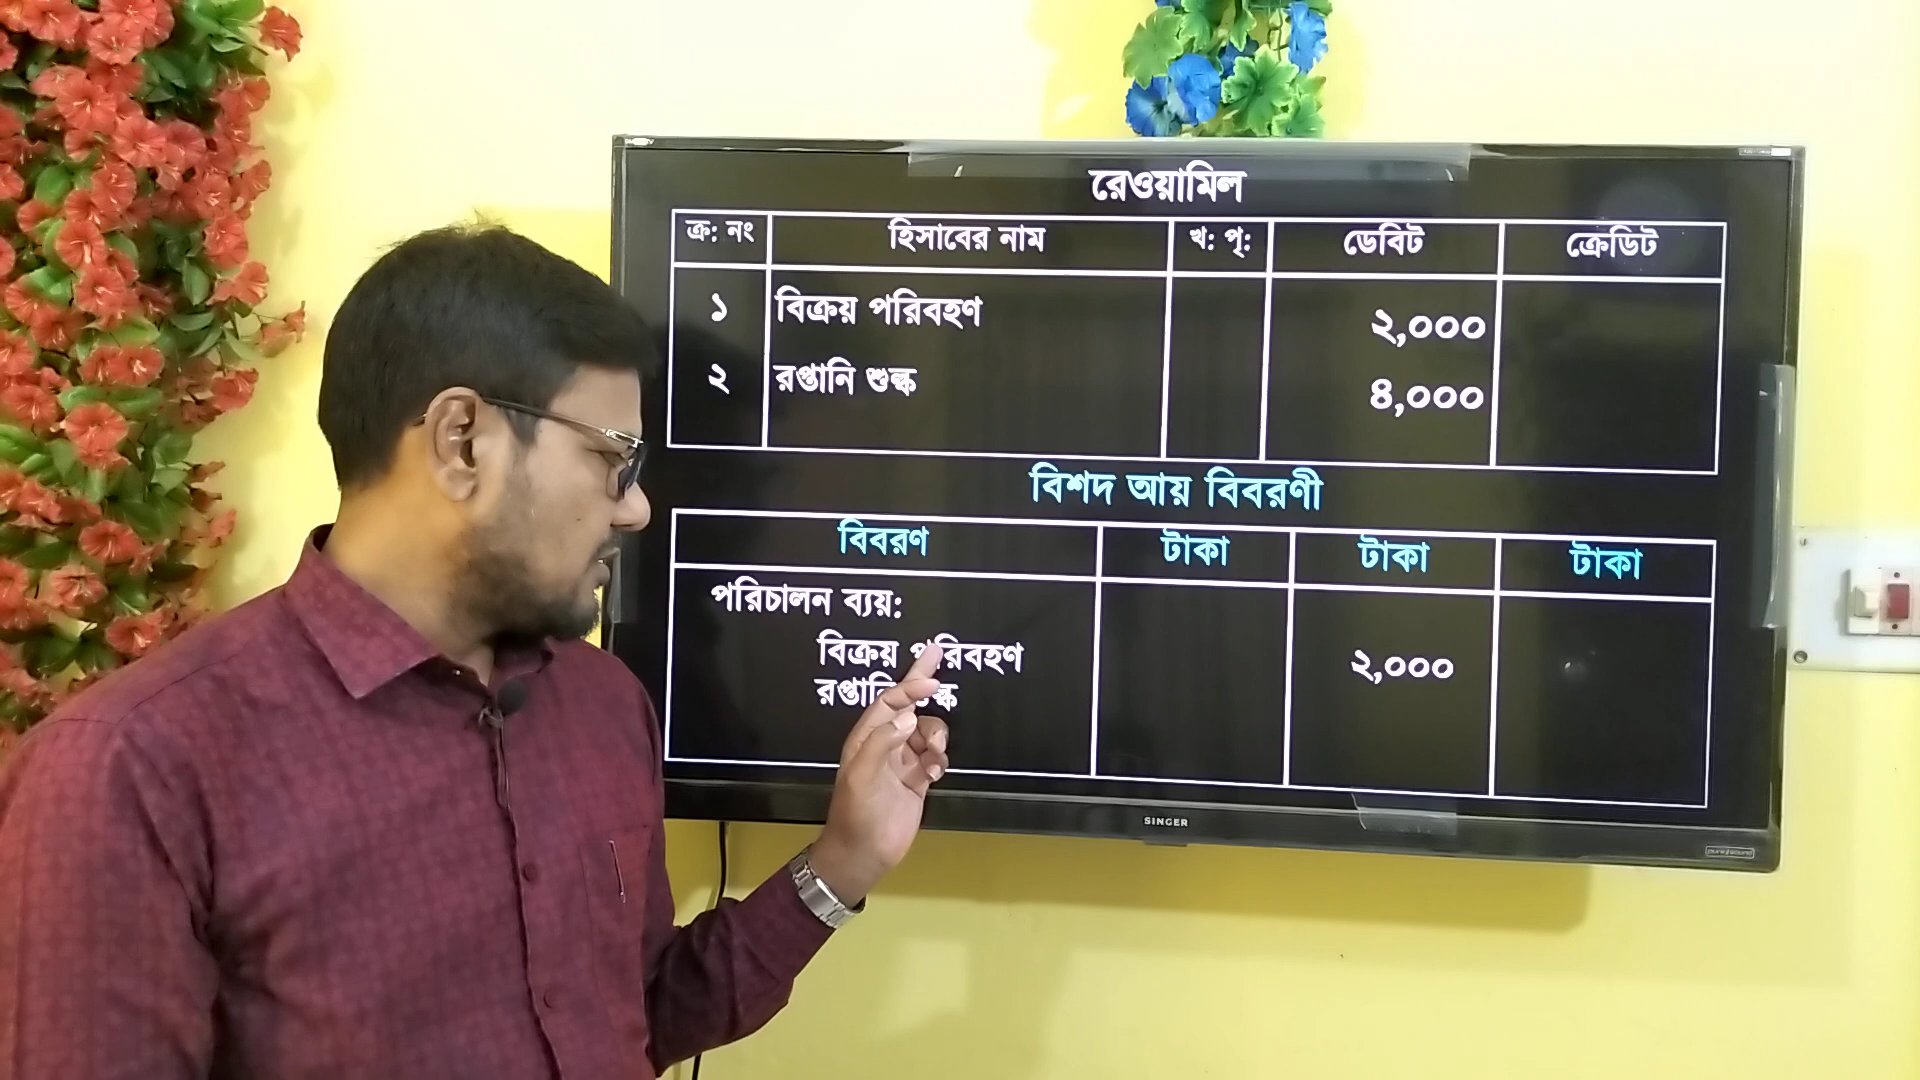 রেওয়ামিল
ক্র: নং হিসাবের নাম খ: পৃ: ডেবিট ক্রেডিট
১ বিক্রয় পরিবহণ ২,০০০
২ রপ্তানি শুল্ক ৪,০০০
বিশদ আয় বিবরণী
বিবরণ টাকা টাকা টাকা
পরিচালন ব্যয়:
বিক্রয় পরিবহণ ২,০০০
রপ্তানি শুল্ক
SINGER